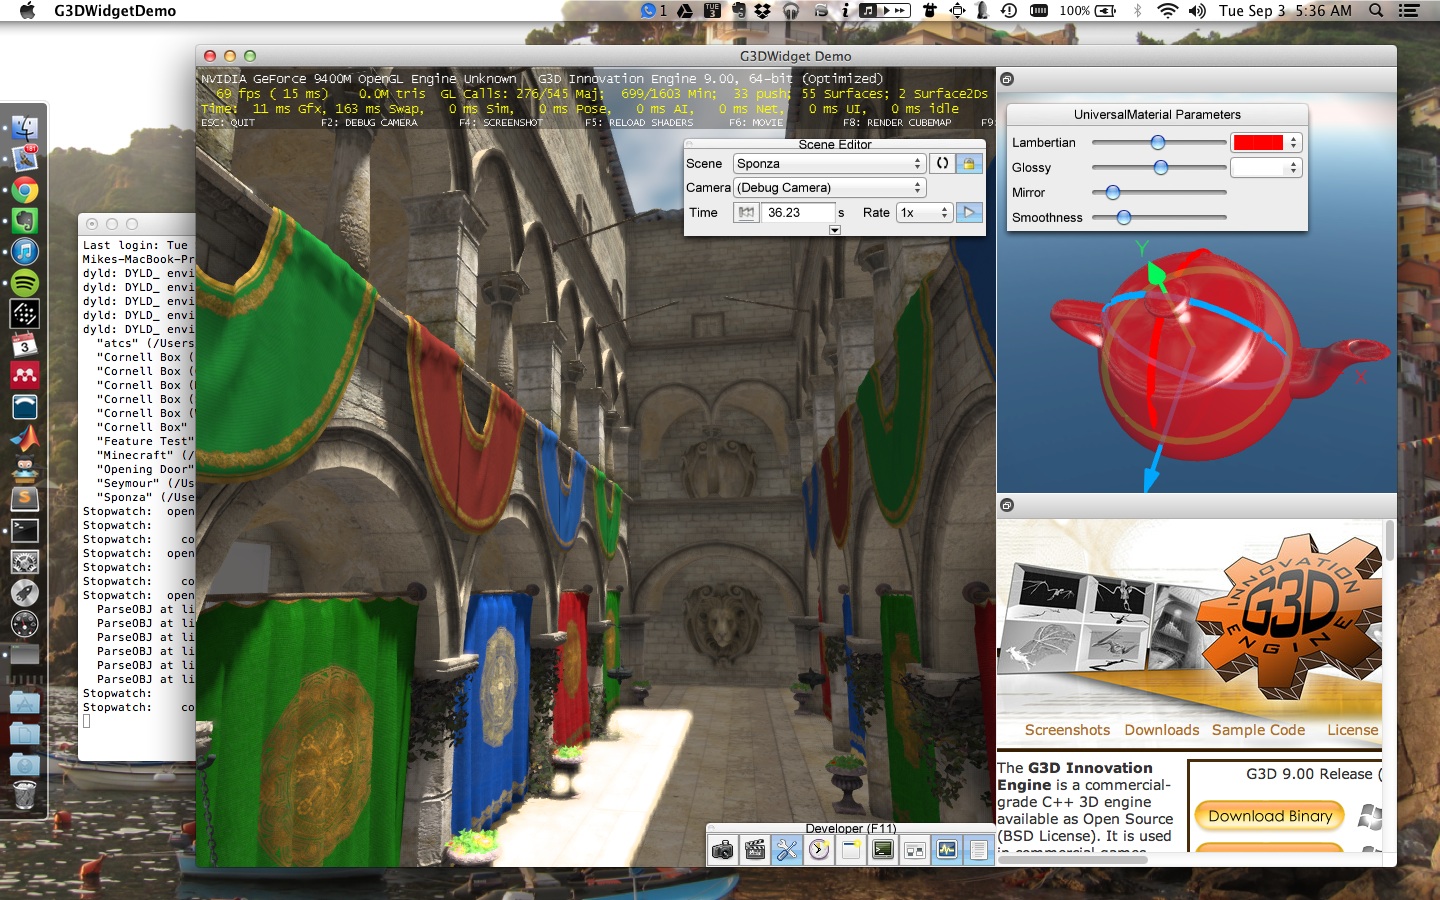 G3DWidgetDemo
1
TUE
3
100%
Tue Sep 3 5:36 AM
G3DWidget Demo
NVIDIA GeForce 9400M OpenGL Engine Unknown G3D Innovation Engine 9.00, 64-bit (Optimized)
69 fps ( 15 ms) 0.0M tris GL Calls: 276/545 Maj; 699/1603 Min; 33 push; 55 Surfaces; 2 Surface2Ds
Time: 11 ms Gfx, 163 ms Swap, 0 ms Sim, 0 ms Pose, 0 ms AI, 0 ms Net, 0 ms UI, 0 ms idle
ESC: QUIT F2: DEBUG CAMERA F4: SCREENSHOT F5: RELOAD SHADERS F6: MOVIE F8: RENDER CUBEMAP F9:
Scene Editor
Scene Sponza
Camera (Debug Camera)
Time 36.23 s Rate 1x
UniversalMaterial Parameters
Lambertian
Glossy
Mirror
Smoothness
Y
X
Last login: Tue
Mikes-MacBook-Pr
dyld: DYLD_ envi
dyld: DYLD_ envi
dyld: DYLD_ envi
dyld: DYLD_ envi
dyld: DYLD_ envi
"atcs" (/Users
"Cornell Box (
"Cornell Box (
"Cornell Box (
"Cornell Box (
"Cornell Box (
"Cornell Box"
"Feature Test"
"Minecraft" (/
"Opening Door"
"Seymour" (/Us
"Sponza" (/Use
Stopwatch: open
Stopwatch:
Stopwatch: co
Stopwatch: open
Stopwatch:
Stopwatch: co
Stopwatch: open
ParseOBJ at li
ParseOBJ at li
ParseOBJ at li
ParseOBJ at li
ParseOBJ at li
ParseOBJ at li
Stopwatch:
Stopwatch: co
INNOVATION
G3D
ENGINE
Screenshots Downloads Sample Code License
The G3D Innovation
Engine is a commercial-
grade C++ 3D engine
available as Open Source
(BSD License). It is used
in commercial games
G3D 9.00 Release (
Download Binary
Developer (F11)